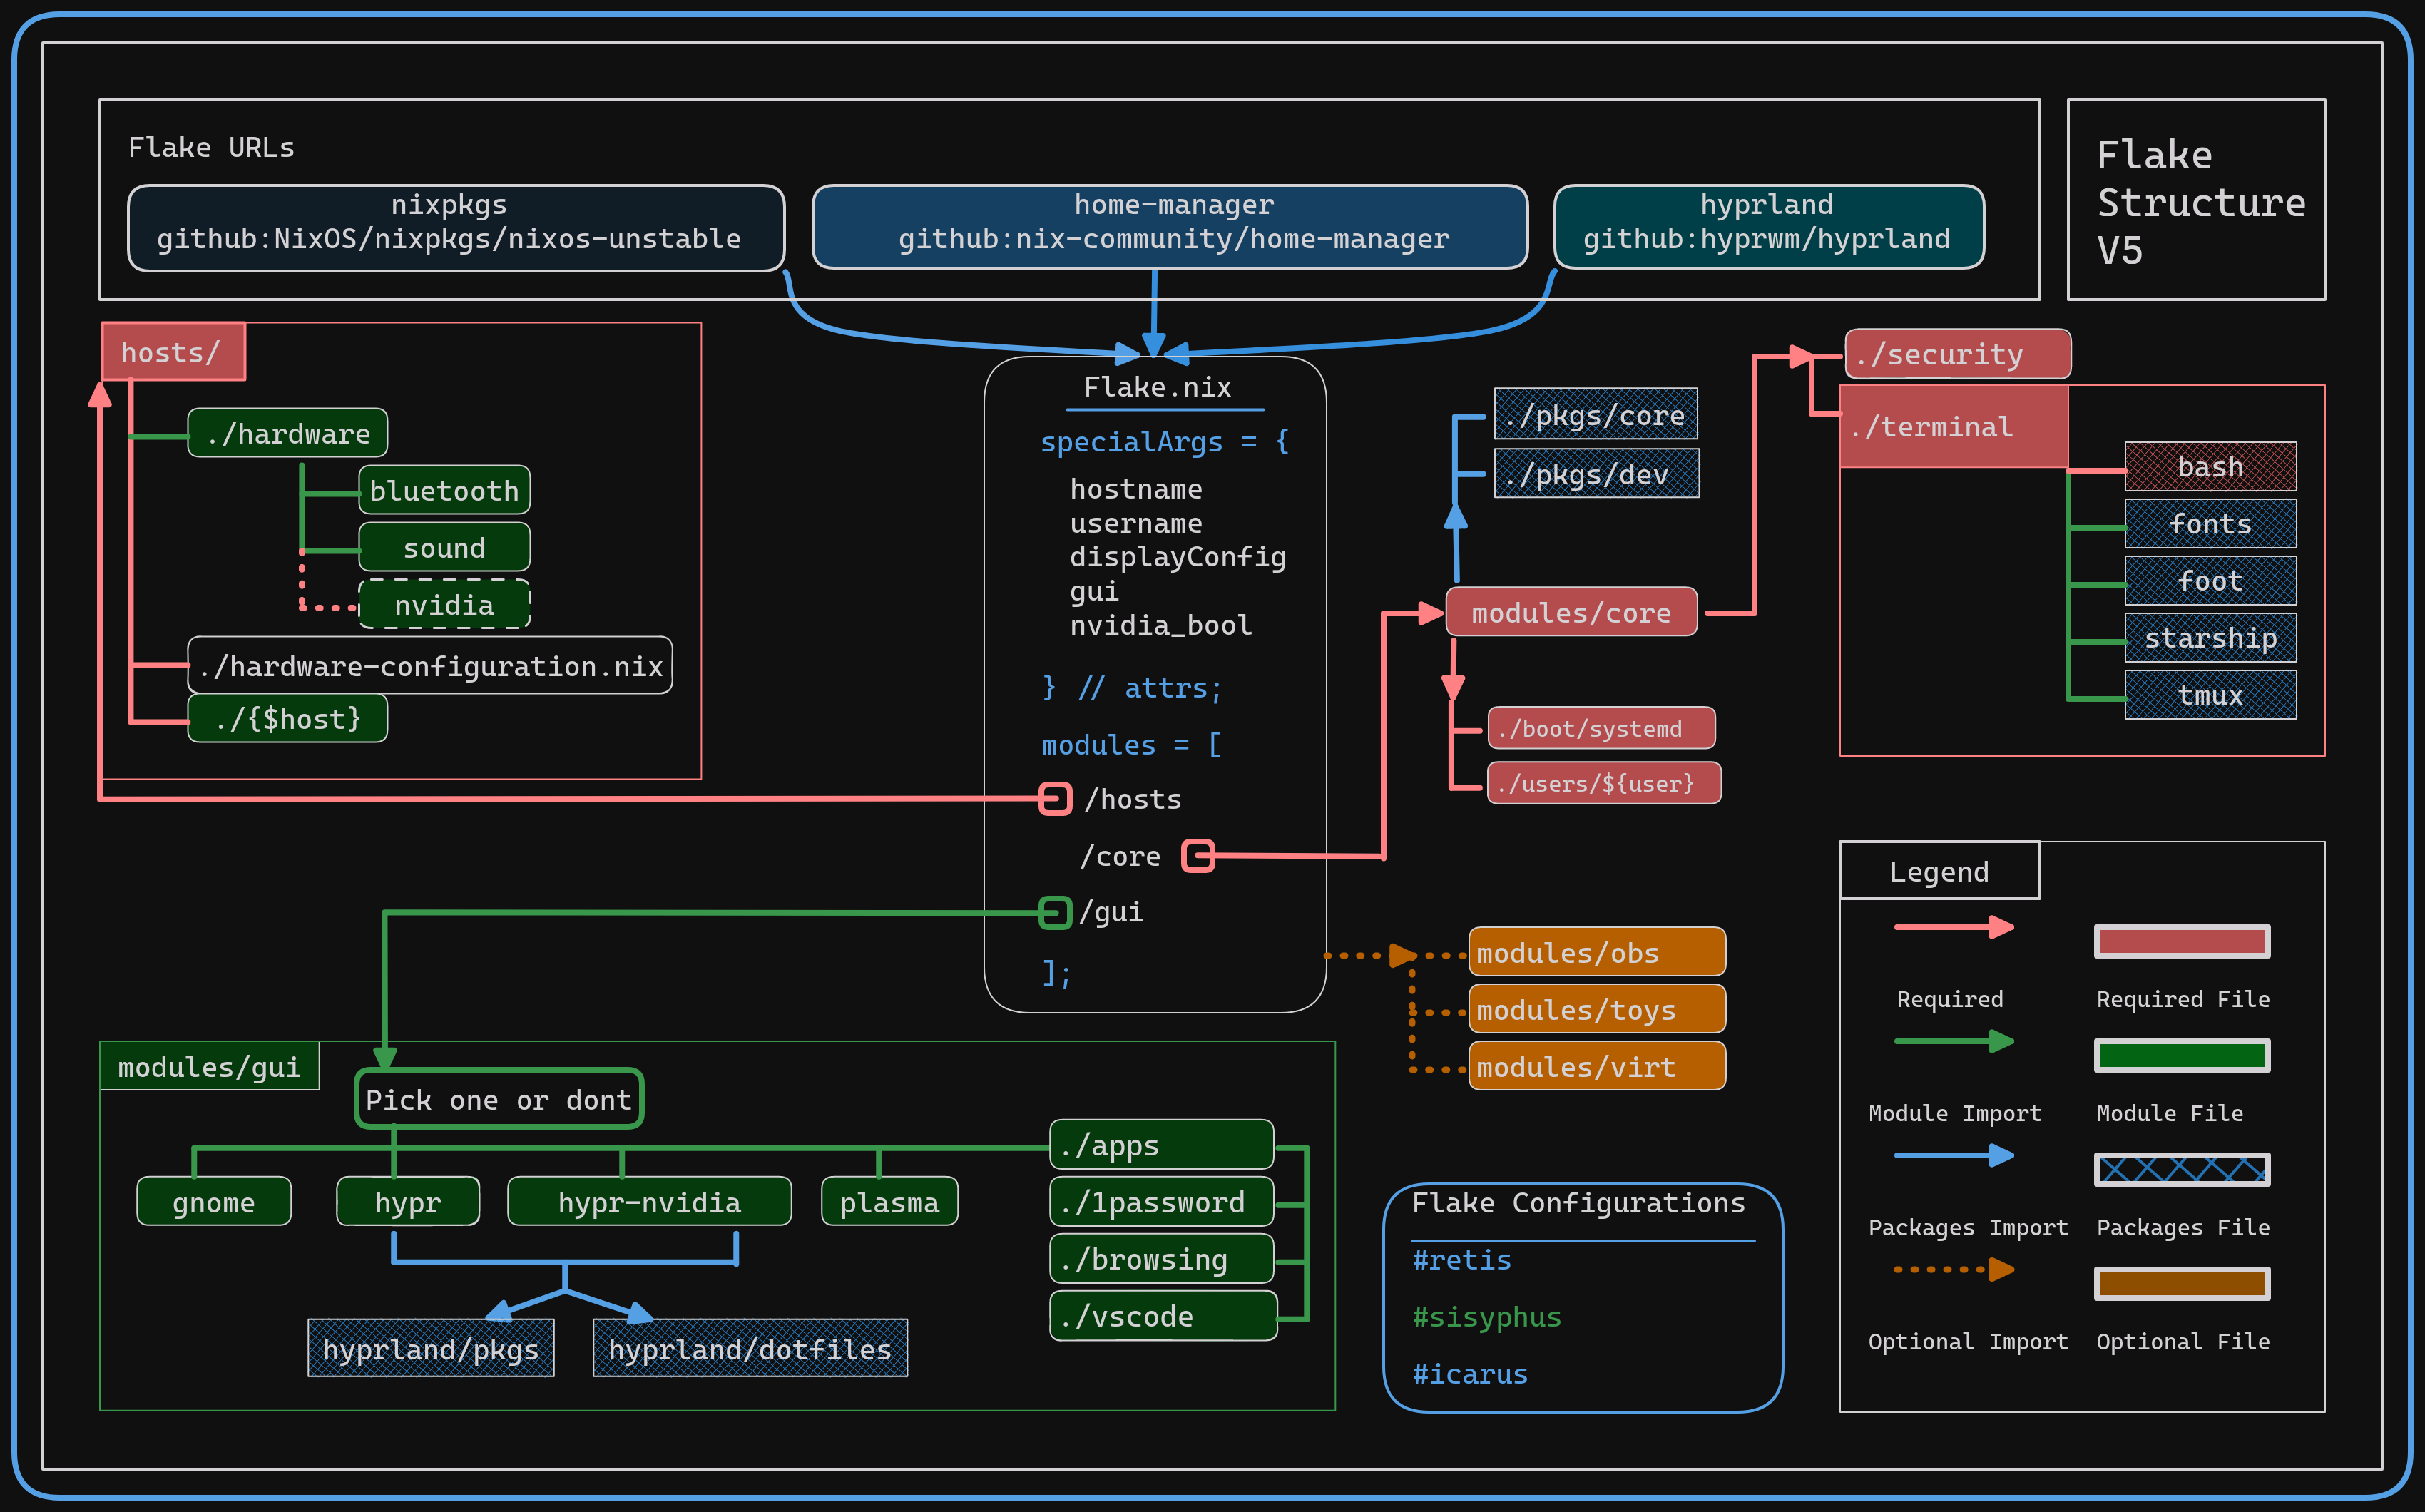 Flake URLs
nixpkgs
github:NixOS/nixpkgs/nixos-unstable
home-manager
github:nix-community/home-manager
hyprland
github:hyprwm/hyprland
Flake
Structure
V5
hosts/
./hardware
bluetooth
sound
nvidia
./hardware-configuration.nix
./{$host}
Flake.nix
specialArgs = {
hostname
username
displayConfig
gui
nvidia_bool
} // attrs;
modules = [
/hosts
/core
/gui
];
./pkgs/core
./pkgs/dev
modules/core
./boot/systemd
./users/${user}
./security
./terminal
bash
fonts
foot
starship
tmux
modules/obs
modules/toys
modules/virt
modules/gui
Pick one or dont
gnome
hypr
hypr-nvidia
plasma
./apps
./1password
./browsing
./vscode
hyprland/pkgs
hyprland/dotfiles
Flake Configurations
#retis
#sisyphus
#icarus
Legend
Required
Required File
Module Import
Module File
Packages Import
Packages File
Optional Import
Optional File